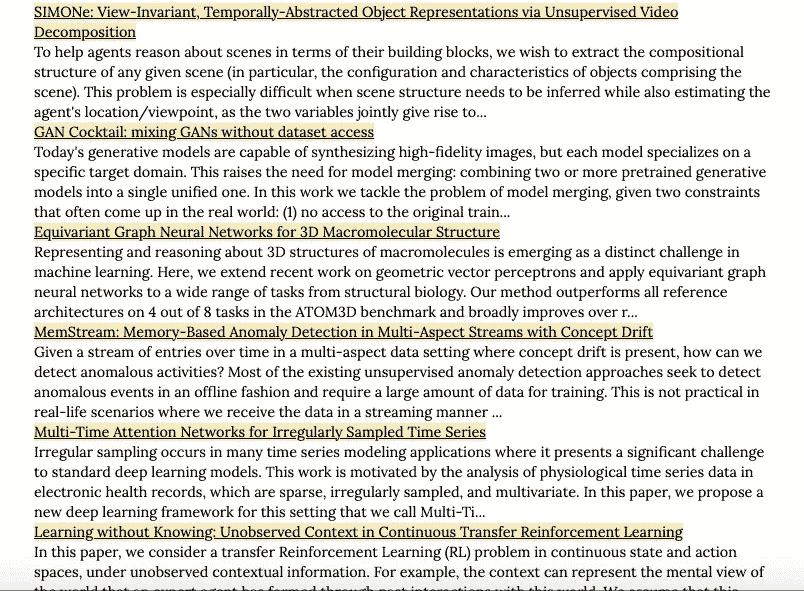 SIMONe: View-Invariant, Temporally-Abstracted Object Representations via Unsupervised Video
Decomposition
To help agents reason about scenes in terms of their building blocks, we wish to extract the compositional
structure of any given scene (in particular, the configuration and characteristics of objects comprising the
scene). This problem is especially difficult when scene structure needs to be inferred while also estimating the
agent's location/viewpoint, as the two variables jointly give rise to...
GAN Cocktail: mixing GANs without dataset access
Today's generative models are capable of synthesizing high-fidelity images, but each model specializes on a
specific target domain. This raises the need for model merging: combining two or more pretrained generative
models into a single unified one. In this work we tackle the problem of model merging, given two constraints
that often come up in the real world: (1) no access to the original train...
Equivariant Graph Neural Networks for 3D Macromolecular Structure
Representing and reasoning about 3D structures of macromolecules is emerging as a distinct challenge in
machine learning. Here, we extend recent work on geometric vector perceptrons and apply equivariant graph
neural networks to a wide range of tasks from structural biology. Our method outperforms all reference
architectures on 4 out of 8 tasks in the ATOM3D benchmark and broadly improves over r...
MemStream: Memory-Based Anomaly Detection in Multi-Aspect Streams with Concept Drift
Given a stream of entries over time in a multi-aspect data setting where concept drift is present, how can we
detect anomalous activities? Most of the existing unsupervised anomaly detection approaches seek to detect
anomalous events in an offline fashion and require a large amount of data for training. This is not practical in
real-life scenarios where we receive the data in a streaming manner ...
Multi-Time Attention Networks for Irregularly Sampled Time Series
Irregular sampling occurs in many time series modeling applications where it presents a significant challenge
to standard deep learning models. This work is motivated by the analysis of physiological time series data in
electronic health records, which are sparse, irregularly sampled, and multivariate. In this paper, we propose a
new deep learning framework for this setting that we call Multi-Ti...
Learning without Knowing: Unobserved Context in Continuous Transfer Reinforcement Learning
In this paper, we consider a transfer Reinforcement Learning (RL) problem in continuous state and action
spaces, under unobserved contextual information. For example, the context can represent the mental view of